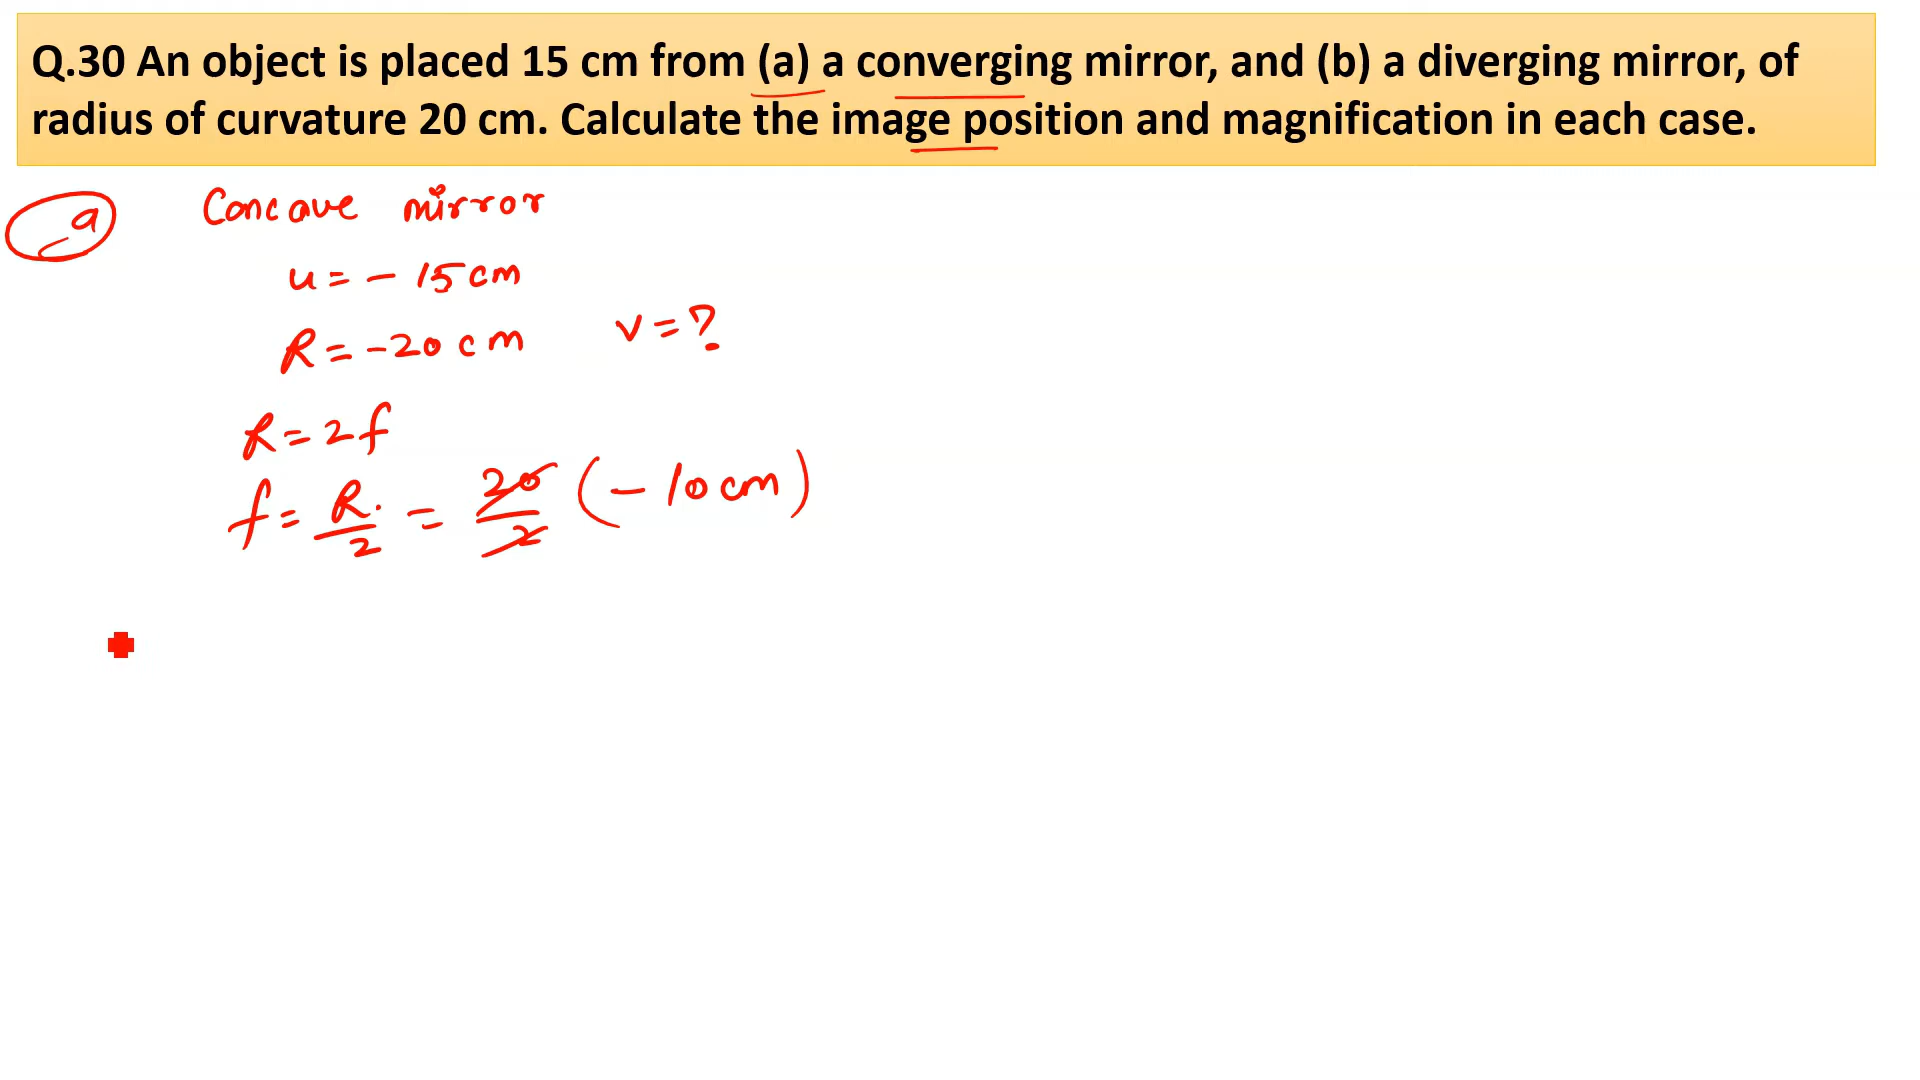 Q.30 An object is placed 15 cm from (a) a converging mirror, and (b) a diverging mirror, of
radius of curvature 20 cm. Calculate the image position and magnification in each case.
a
Concave mirror
u = - 15 cm
R = -20 cm v = ?
R = 2f
f = R/2 = 20/2 (- 10 cm)